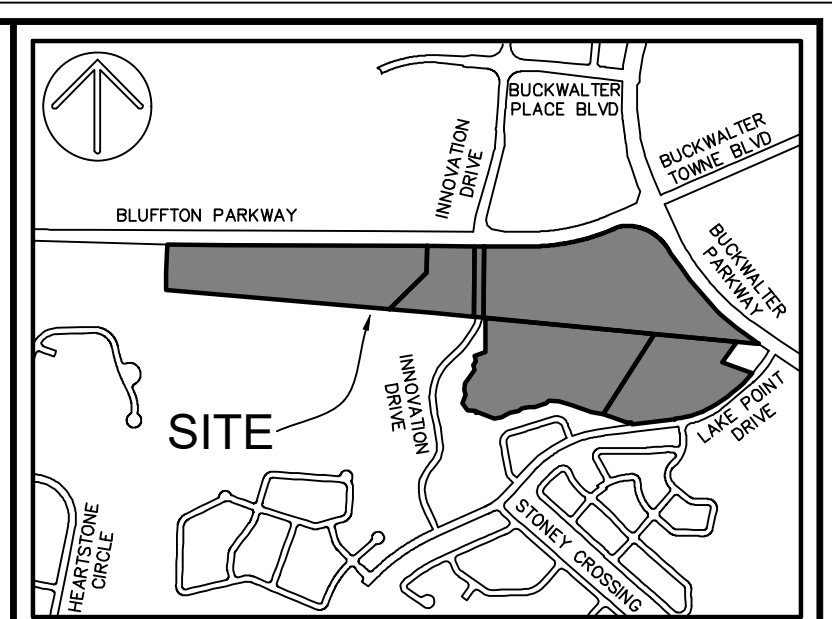 BUCKWALTER
PLACE BLVD
BUCKWALTER
TOWNE BLVD
INNOVATION
DRIVE
BLUFFTON PARKWAY
BUCKWALTER
PARKWAY
INNOVATION
DRIVE
SITE
LAKE POINT
DRIVE
HEARTSTONE
CIRCLE
STONEY CROSSING